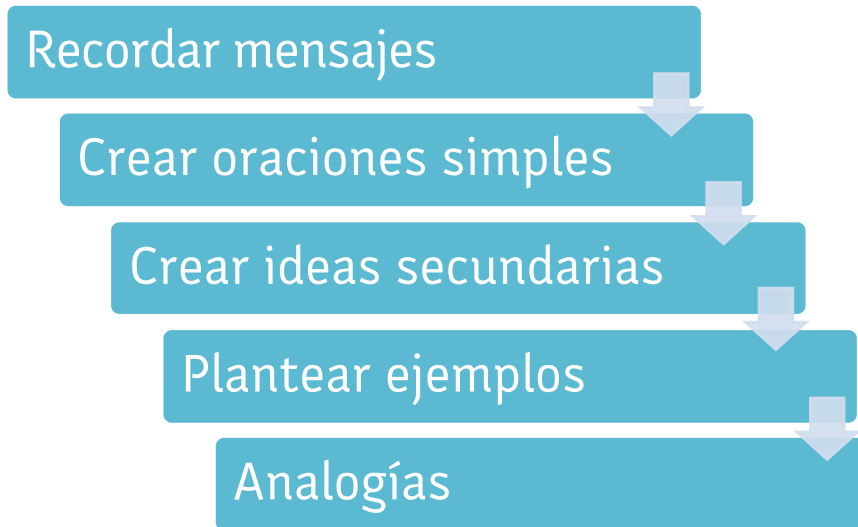 Recordar mensajes
Crear oraciones simples
Crear ideas secundarias
Plantear ejemplos
Analogías